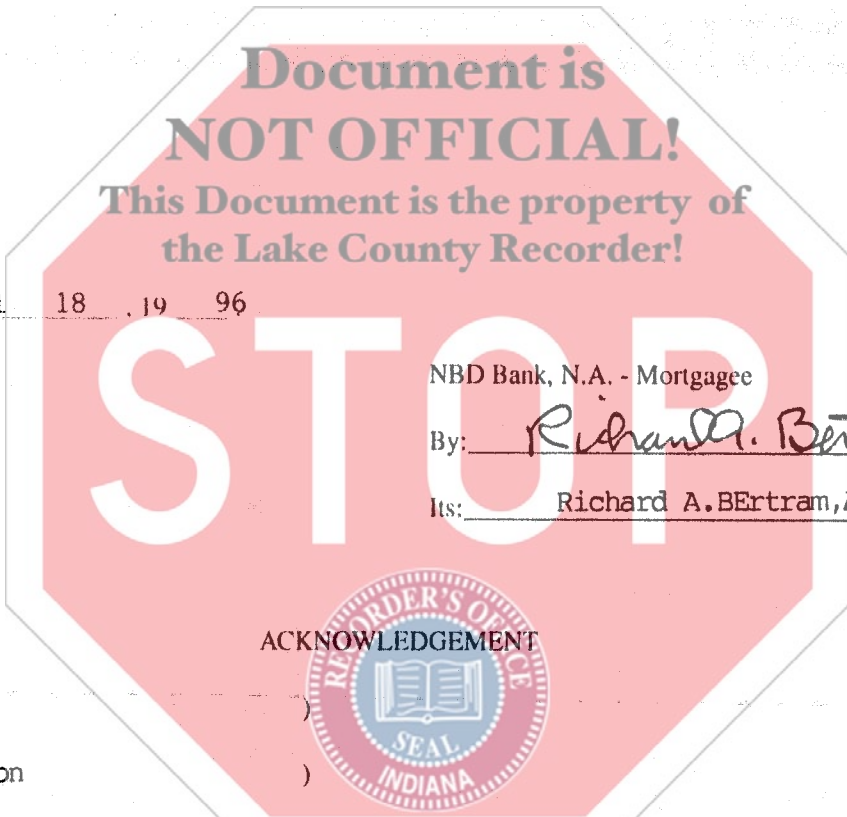 Document is
NOT OFFICIAL!
This Document is the property of
the Lake County Recorder!
18 , 19 96
STOP
NBD Bank, N.A. - Mortgagee
By: Richard A.
Its: Richard A.BErtram,
ACKNOWLEDGEMENT
)
RECORDER'S OFFICE
SEAL
INDIANA
)